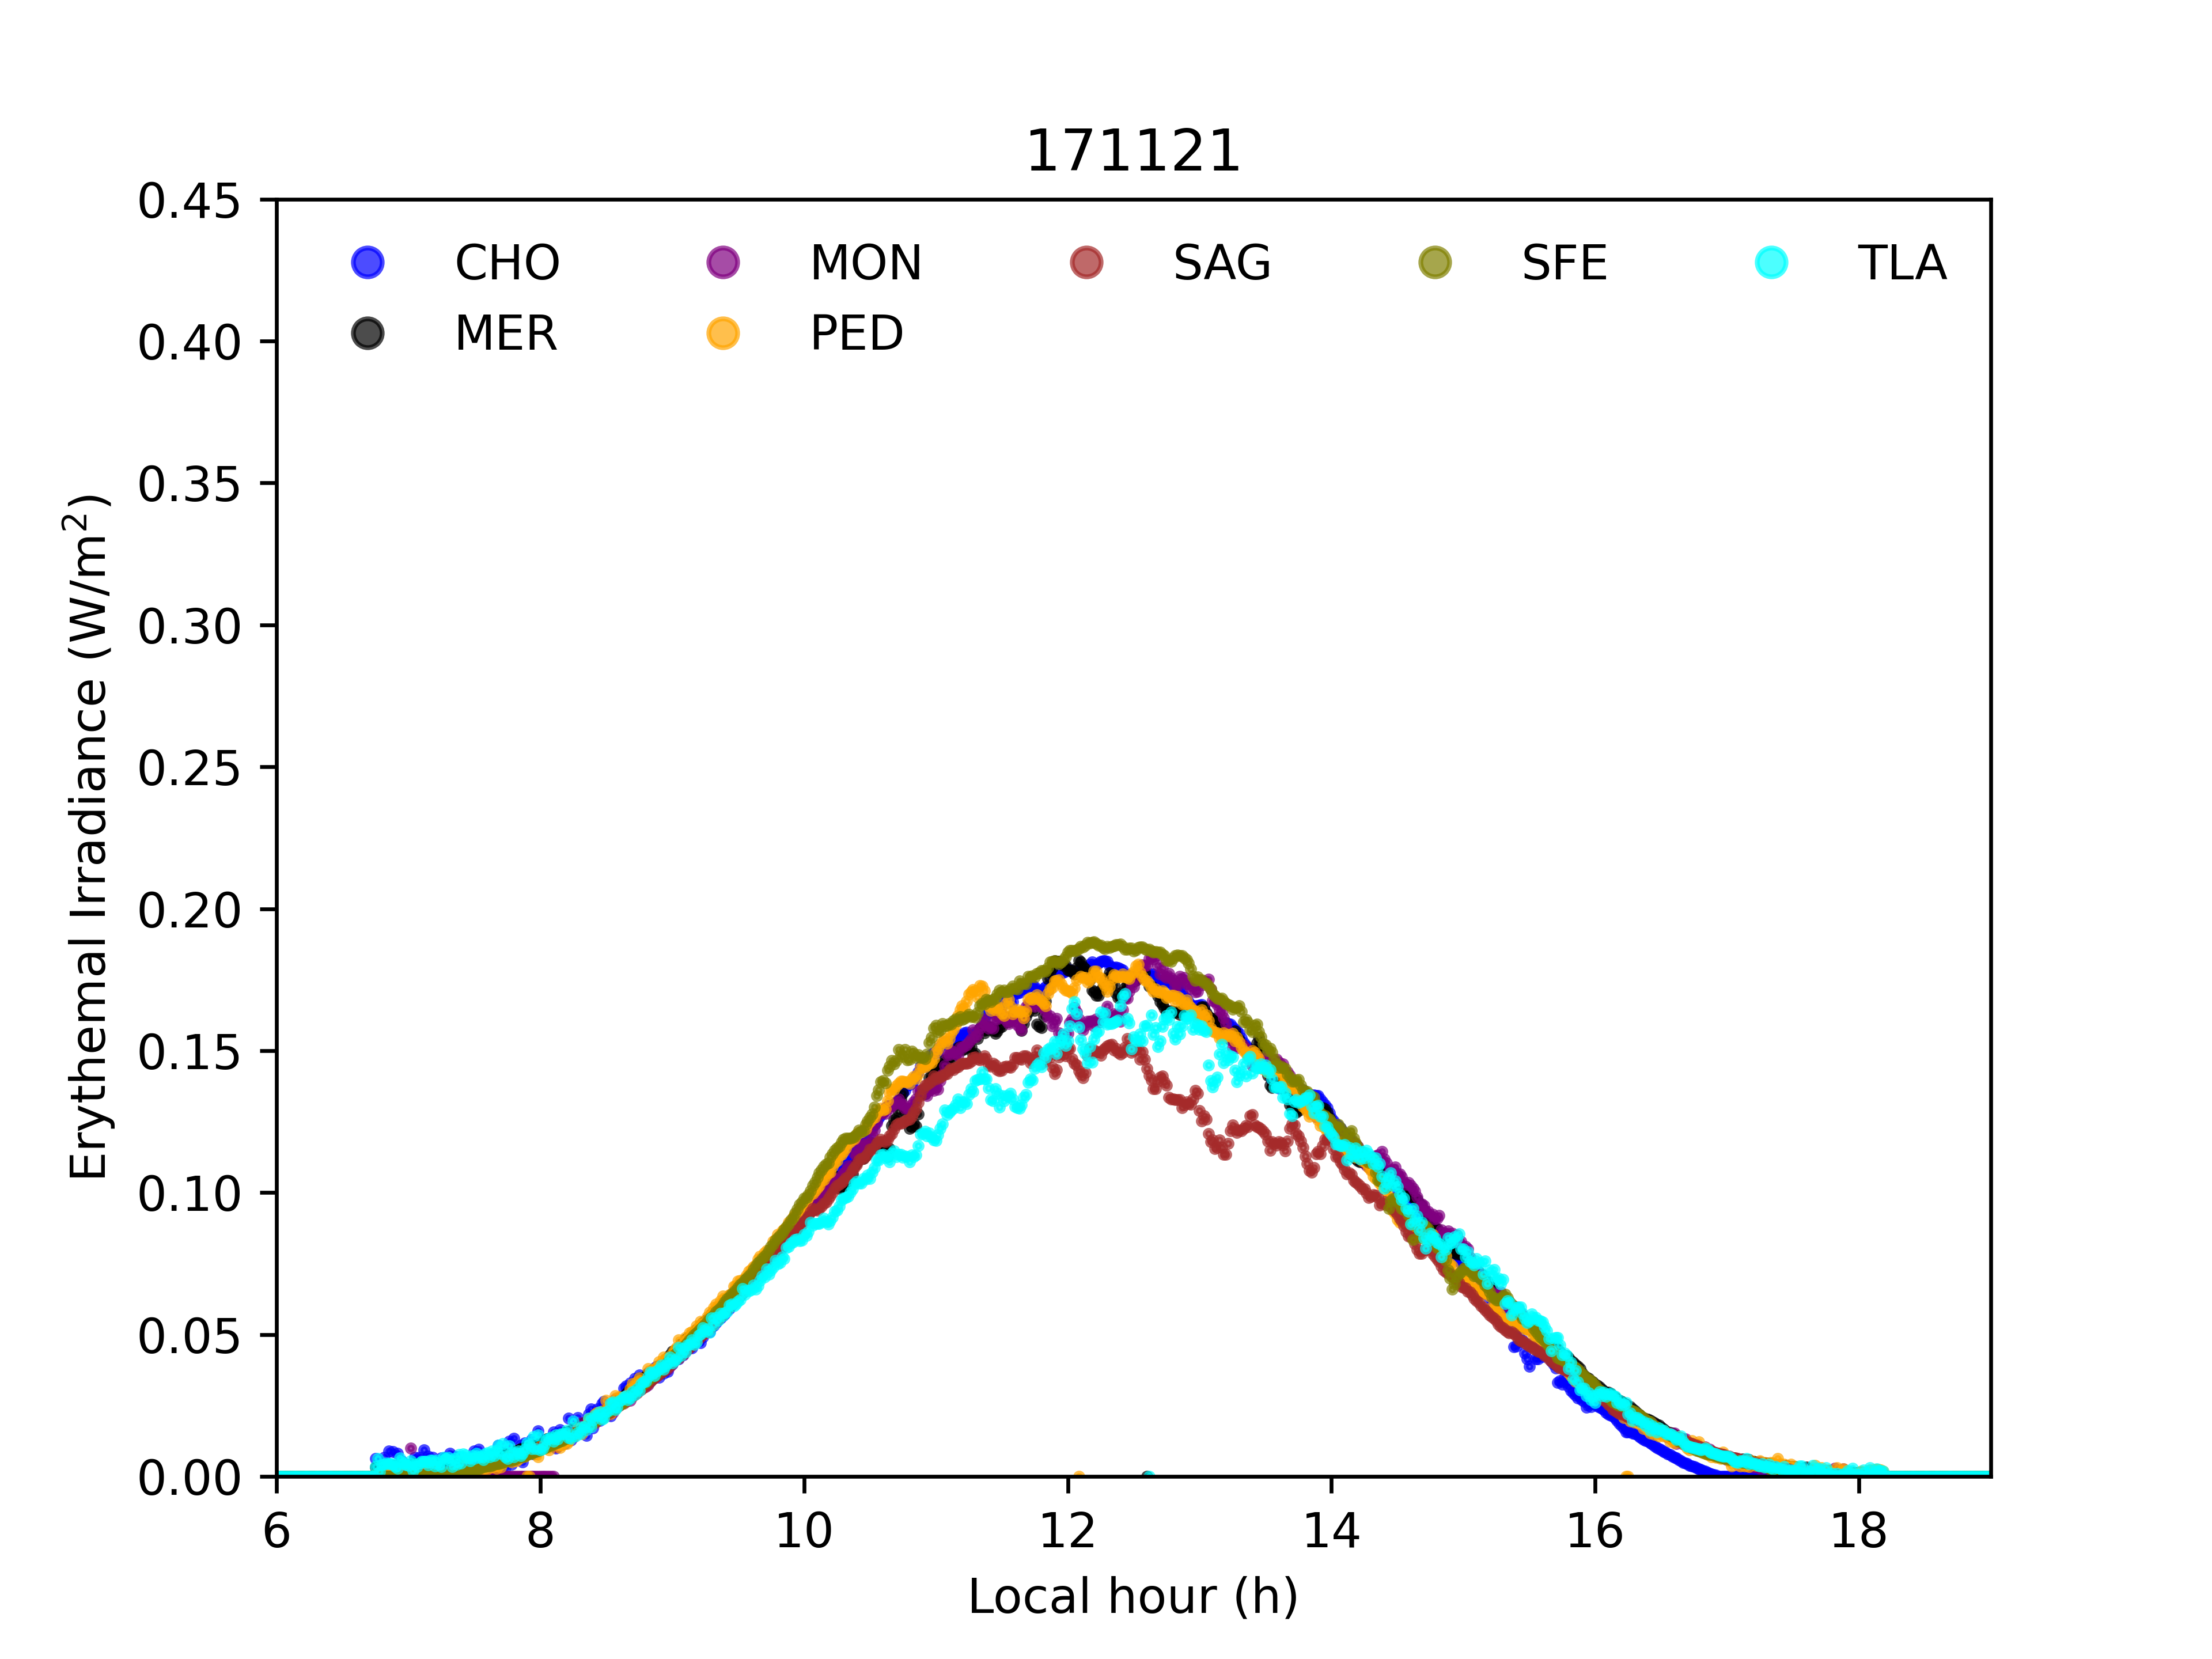 171121
0.45
0.40
0.35
0.30
0.25
0.20
0.15
0.10
0.05
0.00
Erythemal Irradiance (W/m²)
CHO MON SAG SFE TLA
MER PED
6 8 10 12 14 16 18
Local hour (h)